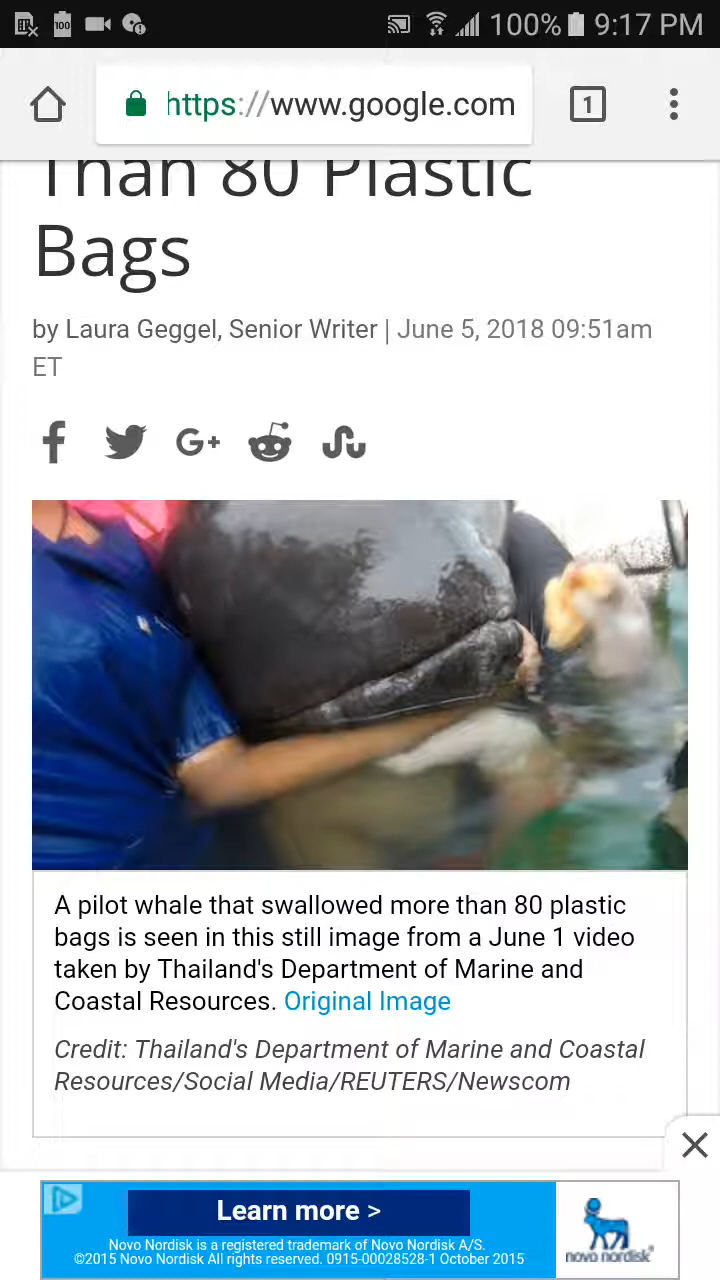 100
100% 9:17 PM
https://www.google.com
1
Than 80 Plastic
Bags
by Laura Geggel, Senior Writer | June 5, 2018 09:51am
ET
G+
A pilot whale that swallowed more than 80 plastic
bags is seen in this still image from a June 1 video
taken by Thailand's Department of Marine and
Coastal Resources. Original Image
Credit: Thailand's Department of Marine and Coastal
Resources/Social Media/REUTERS/Newscom
Learn more >
Novo Nordisk is a registered trademark of Novo Nordisk A/S.
©2015 Novo Nordisk All rights reserved. 0915-00028528-1 October 2015
novo nordisk®